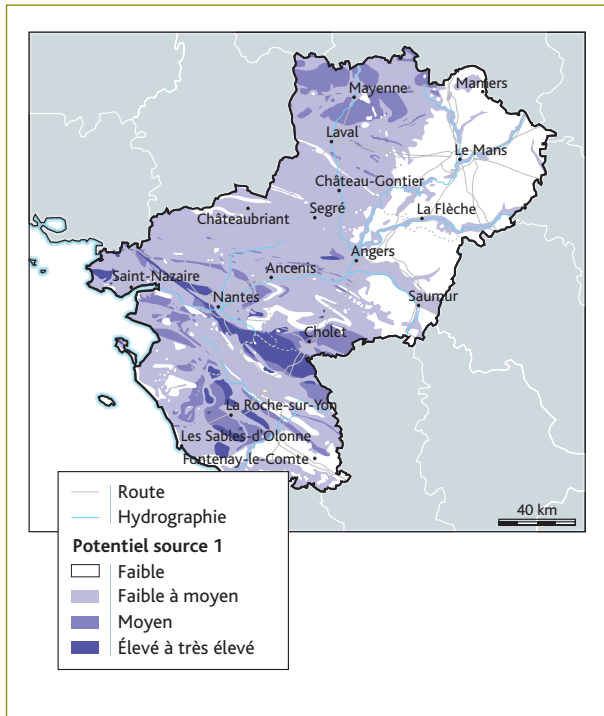 Mayenne
Mamers
Laval
Le Mans
Château-Gontier
Châteaubriant
Segré
La Flèche
Angers
Saint-Nazaire
Ancenis
Nantes
Saumur
Cholet
La Roche-sur-Yon
Les Sables-d'Olonne
Fontenay-le-Comte
40 km
Route
Hydrographie
Potentiel source 1
Faible
Faible à moyen
Moyen
Élevé à très élevé